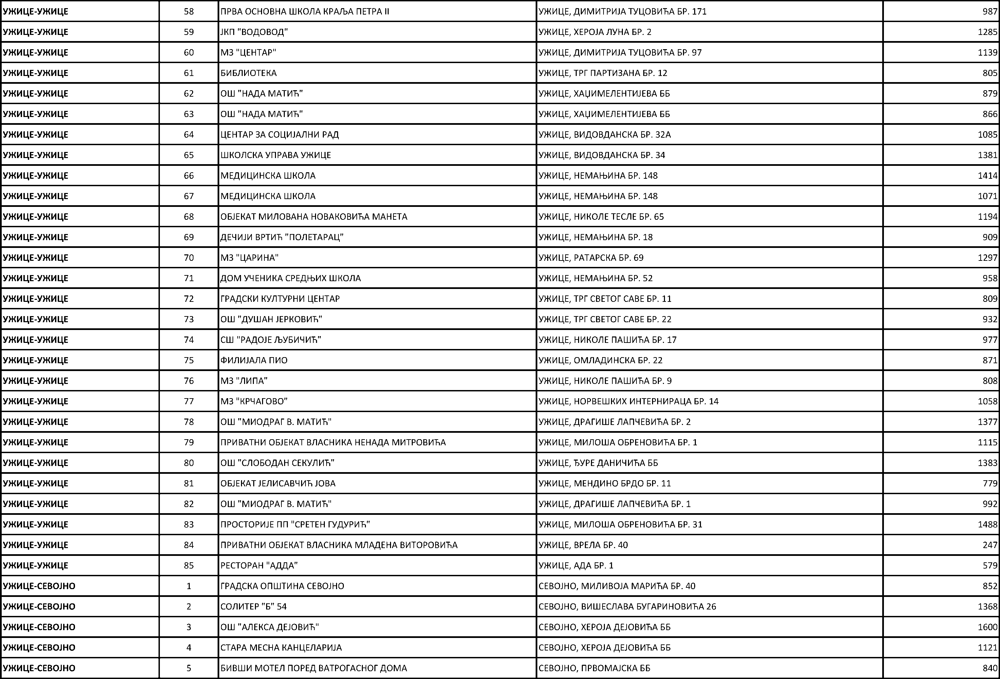 УЖИЦЕ-УЖИЦЕ 58 ПРВА ОСНОВНА ШКОЛА КРАЉА ПЕТРА II УЖИЦЕ, ДИМИТРИЈА ТУЦОВИЋА БР. 171 987
УЖИЦЕ-УЖИЦЕ 59 ЈКП "ВОДОВОД" УЖИЦЕ, ХЕРОЈА ЛУНА БР. 2 1285
УЖИЦЕ-УЖИЦЕ 60 МЗ "ЦЕНТАР" УЖИЦЕ, ДИМИТРИЈА ТУЦОВИЋА БР. 97 1139
УЖИЦЕ-УЖИЦЕ 61 БИБЛИОТЕКА УЖИЦЕ, ТРГ ПАРТИЗАНА БР. 12 805
УЖИЦЕ-УЖИЦЕ 62 ОШ "НАДА МАТИЋ" УЖИЦЕ, ХАЏИМЕЛЕНТИЈЕВА ББ 879
УЖИЦЕ-УЖИЦЕ 63 ОШ "НАДА МАТИЋ" УЖИЦЕ, ХАЏИМЕЛЕНТИЈЕВА ББ 866
УЖИЦЕ-УЖИЦЕ 64 ЦЕНТАР ЗА СОЦИЈАЛНИ РАД УЖИЦЕ, ВИДОВДАНСКА БР. 32А 1085
УЖИЦЕ-УЖИЦЕ 65 ШКОЛСКА УПРАВА УЖИЦЕ УЖИЦЕ, ВИДОВДАНСКА БР. 34 1381
УЖИЦЕ-УЖИЦЕ 66 МЕДИЦИНСКА ШКОЛА УЖИЦЕ, НЕМАЊИНА БР. 148 1414
УЖИЦЕ-УЖИЦЕ 67 МЕДИЦИНСКА ШКОЛА УЖИЦЕ, НЕМАЊИНА БР. 148 1071
УЖИЦЕ-УЖИЦЕ 68 ОБЈЕКАТ МИЛОВАНА НОВАКОВИЋА МАНЕТА УЖИЦЕ, НИКОЛЕ ТЕСЛЕ БР. 65 1194
УЖИЦЕ-УЖИЦЕ 69 ДЕЧИЈИ ВРТИЋ "ПОЛЕТАРАЦ" УЖИЦЕ, НЕМАЊИНА БР. 18 909
УЖИЦЕ-УЖИЦЕ 70 МЗ "ЦАРИНА" УЖИЦЕ, РАТАРСКА БР. 69 1297
УЖИЦЕ-УЖИЦЕ 71 ДОМ УЧЕНИКА СРЕДЊИХ ШКОЛА УЖИЦЕ, НЕМАЊИНА БР. 52 958
УЖИЦЕ-УЖИЦЕ 72 ГРАДСКИ КУЛТУРНИ ЦЕНТАР УЖИЦЕ, ТРГ СВЕТОГ САВЕ БР. 11 809
УЖИЦЕ-УЖИЦЕ 73 ОШ "ДУШАН ЈЕРКОВИЋ" УЖИЦЕ, ТРГ СВЕТОГ САВЕ БР. 22 932
УЖИЦЕ-УЖИЦЕ 74 СШ "РАДОЈЕ ЉУБИЧИЋ" УЖИЦЕ, НИКОЛЕ ПАШИЋА БР. 17 977
УЖИЦЕ-УЖИЦЕ 75 ФИЛИЈАЛА ПИО УЖИЦЕ, ОМЛАДИНСКА БР. 22 871
УЖИЦЕ-УЖИЦЕ 76 МЗ "ЛИПА" УЖИЦЕ, НИКОЛЕ ПАШИЋА БР. 9 808
УЖИЦЕ-УЖИЦЕ 77 МЗ "КРЧАГОВО" УЖИЦЕ, НОРВЕШКИХ ИНТЕРНИРАЦА БР. 14 1058
УЖИЦЕ-УЖИЦЕ 78 ОШ "МИОДРАГ В. МАТИЋ" УЖИЦЕ, ДРАГИШЕ ЛАПЧЕВИЋА БР. 2 1377
УЖИЦЕ-УЖИЦЕ 79 ПРИВАТНИ ОБЈЕКАТ ВЛАСНИКА НЕНАДА МИТРОВИЋА УЖИЦЕ, МИЛОША ОБРЕНОВИЋА БР. 1 1115
УЖИЦЕ-УЖИЦЕ 80 ОШ "СЛОБОДАН СЕКУЛИЋ" УЖИЦЕ, ЂУРЕ ДАНИЧИЋА ББ 1383
УЖИЦЕ-УЖИЦЕ 81 ОБЈЕКАТ ЈЕЛИСАВЧИЋ ЈОВА УЖИЦЕ, МЕНДИНО БРДО БР. 11 779
УЖИЦЕ-УЖИЦЕ 82 ОШ "МИОДРАГ В. МАТИЋ" УЖИЦЕ, ДРАГИШЕ ЛАПЧЕВИЋА БР. 1 992
УЖИЦЕ-УЖИЦЕ 83 ПРОСТОРИЈЕ ПП "СРЕТЕН ГУДУРИЋ" УЖИЦЕ, МИЛОША ОБРЕНОВИЋА БР. 31 1488
УЖИЦЕ-УЖИЦЕ 84 ПРИВАТНИ ОБЈЕКАТ ВЛАСНИКА МЛАДЕНА ВИТОРОВИЋА УЖИЦЕ, ВРЕЛА БР. 40 247
УЖИЦЕ-УЖИЦЕ 85 РЕСТОРАН "АДДА" УЖИЦЕ, АДА БР. 1 579
УЖИЦЕ-СЕВОЈНО 1 ГРАДСКА ОПШТИНА СЕВОЈНО СЕВОЈНО, МИЛИВОЈА МАРИЋА БР. 40 852
УЖИЦЕ-СЕВОЈНО 2 СОЛИТЕР "Б" 54 СЕВОЈНО, ВИШЕСЛАВА БУГАРИНОВИЋА 26 1368
УЖИЦЕ-СЕВОЈНО 3 ОШ "АЛЕКСА ДЕЈОВИЋ" СЕВОЈНО, ХЕРОЈА ДЕЈОВИЋА ББ 1600
УЖИЦЕ-СЕВОЈНО 4 СТАРА МЕСНА КАНЦЕЛАРИЈА СЕВОЈНО, ХЕРОЈА ДЕЈОВИЋА ББ 1121
УЖИЦЕ-СЕВОЈНО 5 БИВШИ МОТЕЛ ПОРЕД ВАТРОГАСНОГ ДОМА СЕВОЈНО, ПРВОМАЈСКА ББ 840